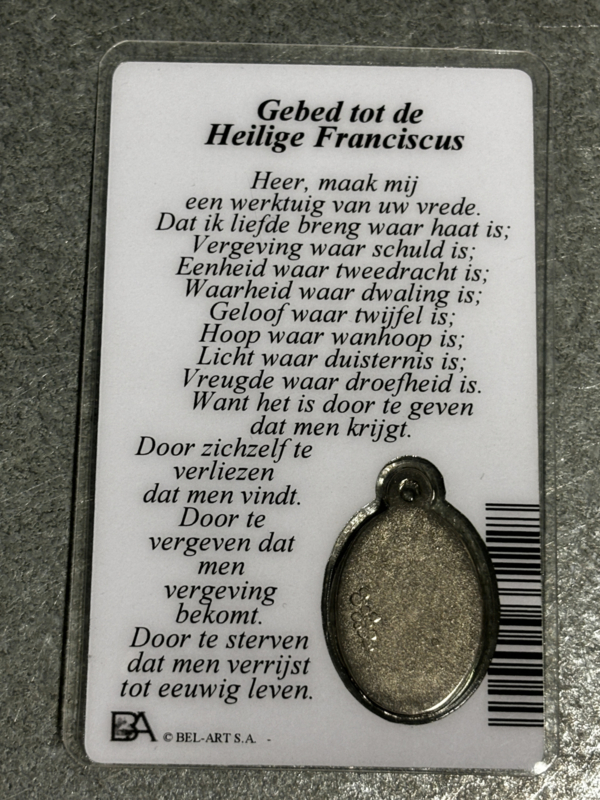 Gebed tot de
Heilige Franciscus
Heer, maak mij
een werktuig van uw vrede.
Dat ik liefde breng waar haat is;
Vergeving waar schuld is;
Eenheid waar tweedracht is;
Waarheid waar dwaling is;
Geloof waar twijfel is;
Hoop waar wanhoop is;
Licht waar duisternis is;
Vreugde waar droefheid is.
Want het is door te geven
dat men krijgt.
Door zichzelf te
verliezen
dat men vindt.
Door te
vergeven dat
men
vergeving
bekomt.
Door te sterven
dat men verrijst
tot eeuwig leven.
BA © BEL-ART S.A. -